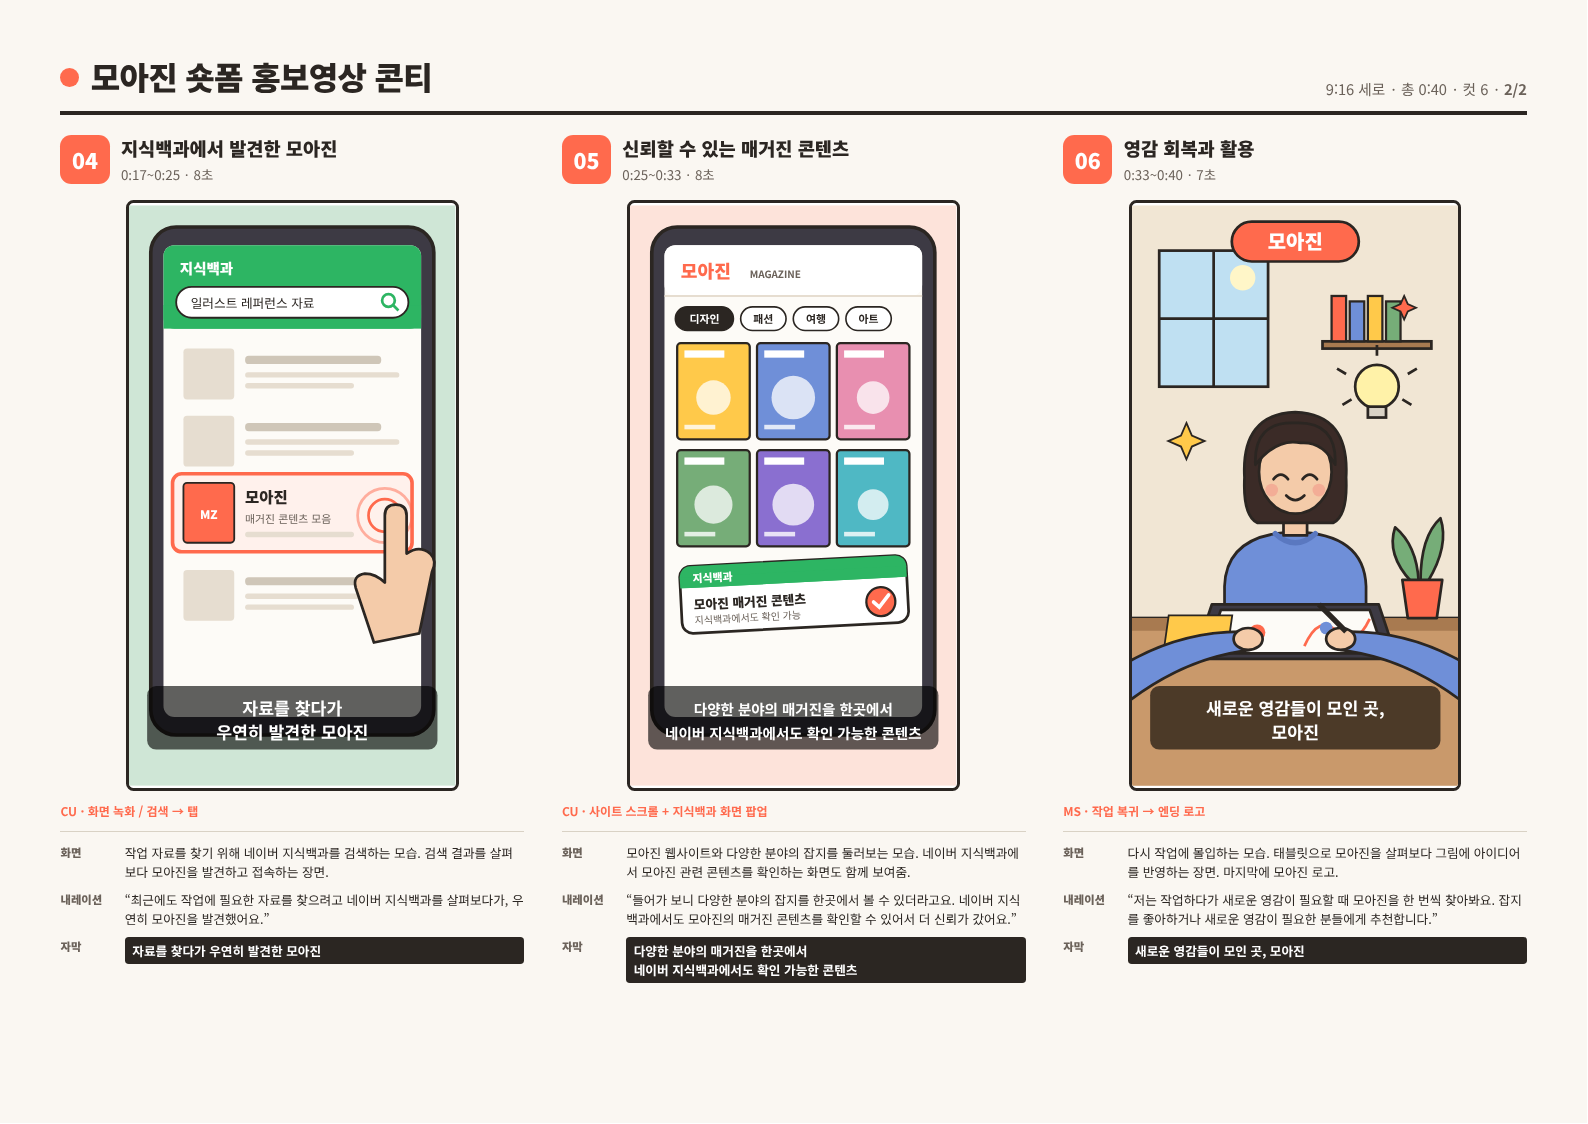 모아진 숏폼 홍보영상 콘티
9:16 세로 · 총 0:40 · 컷 6 · 2/2
04
지식백과에서 발견한 모아진
0:17~0:25 · 8초
지식백과
일러스트 레퍼런스 자료
MZ
모아진
매거진 콘텐츠 모음
자료를 찾다가
우연히 발견한 모아진
CU · 화면 녹화 / 검색 → 탭
화면
작업 자료를 찾기 위해 네이버 지식백과를 검색하는 모습. 검색 결과를 살펴
보다 모아진을 발견하고 접속하는 장면.
내레이션
“최근에도 작업에 필요한 자료를 찾으려고 네이버 지식백과를 살펴보다가, 우
연히 모아진을 발견했어요.”
자막
자료를 찾다가 우연히 발견한 모아진
05
신뢰할 수 있는 매거진 콘텐츠
0:25~0:33 · 8초
모아진 MAGAZINE
디자인 패션 여행 아트
지식백과
모아진 매거진 콘텐츠
지식백과에서도 확인 가능
다양한 분야의 매거진을 한곳에서
네이버 지식백과에서도 확인 가능한 콘텐츠
CU · 사이트 스크롤 + 지식백과 화면 팝업
화면
모아진 웹사이트와 다양한 분야의 잡지를 둘러보는 모습. 네이버 지식백과에
서 모아진 관련 콘텐츠를 확인하는 화면도 함께 보여줌.
내레이션
“들어가 보니 다양한 분야의 잡지를 한곳에서 볼 수 있더라고요. 네이버 지식
백과에서도 모아진의 매거진 콘텐츠를 확인할 수 있어서 더 신뢰가 갔어요.”
자막
다양한 분야의 매거진을 한곳에서
네이버 지식백과에서도 확인 가능한 콘텐츠
06
영감 회복과 활용
0:33~0:40 · 7초
모아진
새로운 영감들이 모인 곳,
모아진
MS · 작업 복귀 → 엔딩 로고
화면
다시 작업에 몰입하는 모습. 태블릿으로 모아진을 살펴보다 그림에 아이디어
를 반영하는 장면. 마지막에 모아진 로고.
내레이션
“저는 작업하다가 새로운 영감이 필요할 때 모아진을 한 번씩 찾아봐요. 잡지
를 좋아하거나 새로운 영감이 필요한 분들에게 추천합니다.”
자막
새로운 영감들이 모인 곳, 모아진